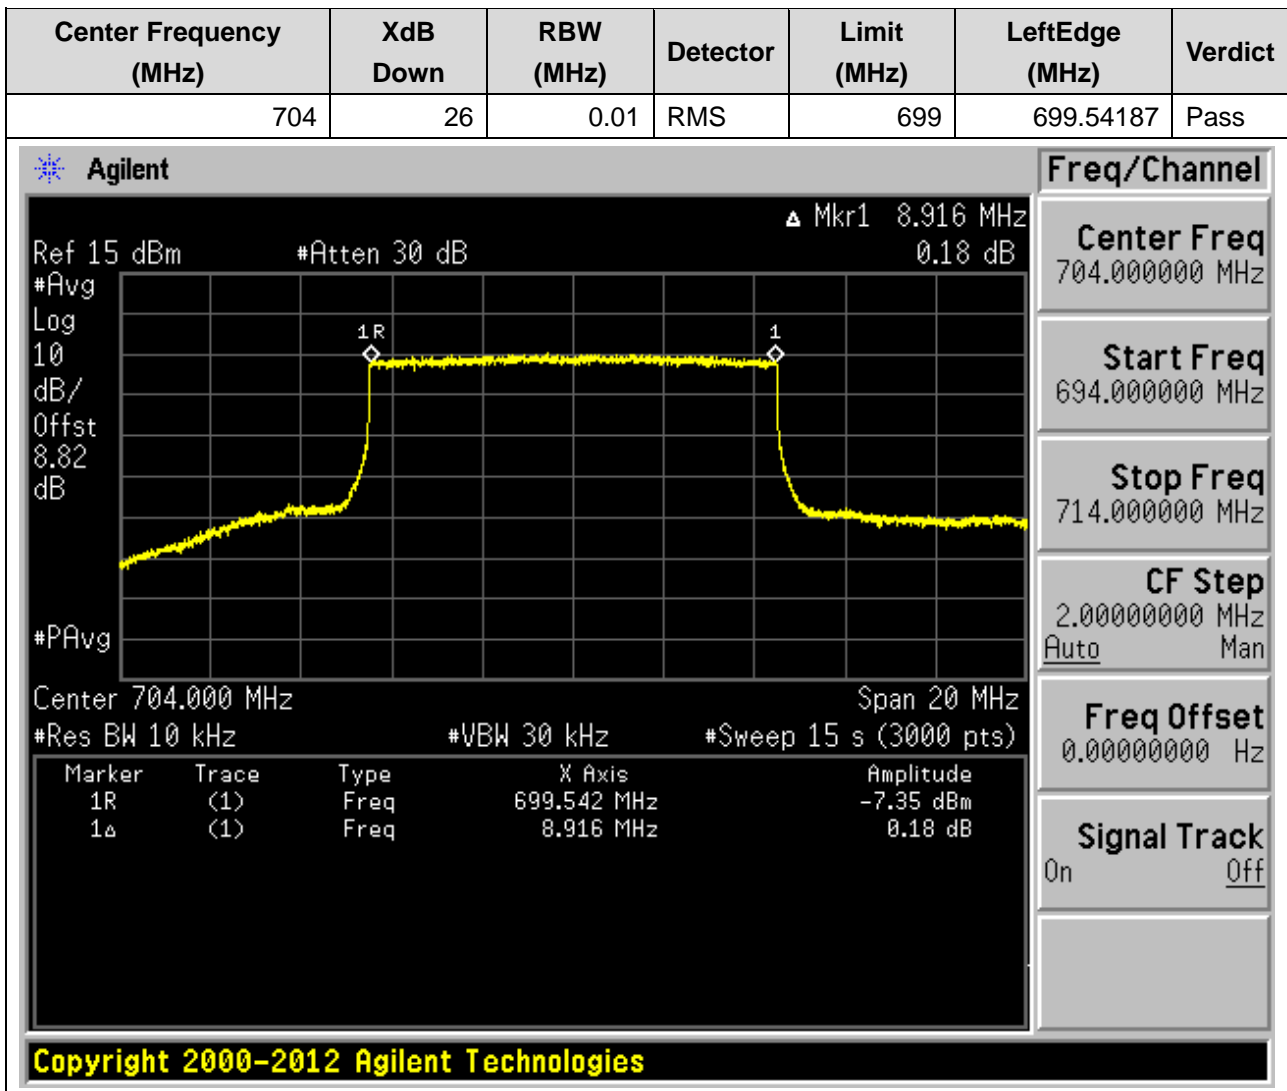 Center Frequency (MHz) XdB Down RBW (MHz) Detector Limit (MHz) LeftEdge (MHz) Verdict
704 26 0.01 RMS 699 699.54187 Pass
Agilent
Freq/Channel
Δ Mkr1 8.916 MHz
Ref 15 dBm #Atten 30 dB 0.18 dB
#Avg
Log
10
dB/
Offst
8.82
dB
1R
1
#PAvg
Center 704.000 MHz Span 20 MHz
#Res BW 10 kHz #VBW 30 kHz #Sweep 15 s (3000 pts)
Marker Trace Type X Axis Amplitude
1R (1) Freq 699.542 MHz -7.35 dBm
1Δ (1) Freq 8.916 MHz 0.18 dB
Center Freq
704.000000 MHz
Start Freq
694.000000 MHz
Stop Freq
714.000000 MHz
CF Step
2.00000000 MHz
Auto Man
Freq Offset
0.00000000 Hz
Signal Track
On Off
Copyright 2000-2012 Agilent Technologies